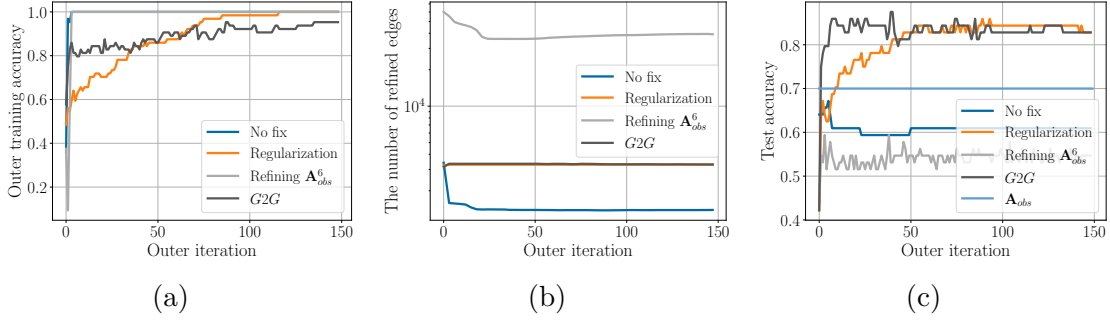 Outer training accuracy
1.0
0.8
0.6
0.4
0.2
0
50
100
150
Outer iteration
No fix
Regularization
Refining A^6_obs
G2G
(a)
The number of refined edges
10^4
0
50
100
150
Outer iteration
No fix
Regularization
Refining A^6_obs
G2G
(b)
Test accuracy
0.8
0.7
0.6
0.5
0.4
0
50
100
150
Outer iteration
No fix
Regularization
Refining A^6_obs
G2G
A_obs
(c)